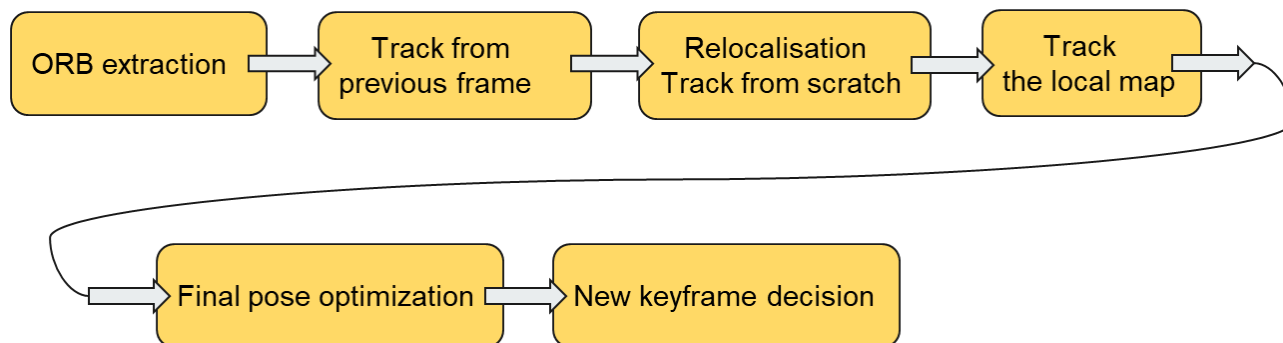 ORB extraction
Track from
previous frame
Relocalisation
Track from scratch
Track
the local map
Final pose optimization
New keyframe decision